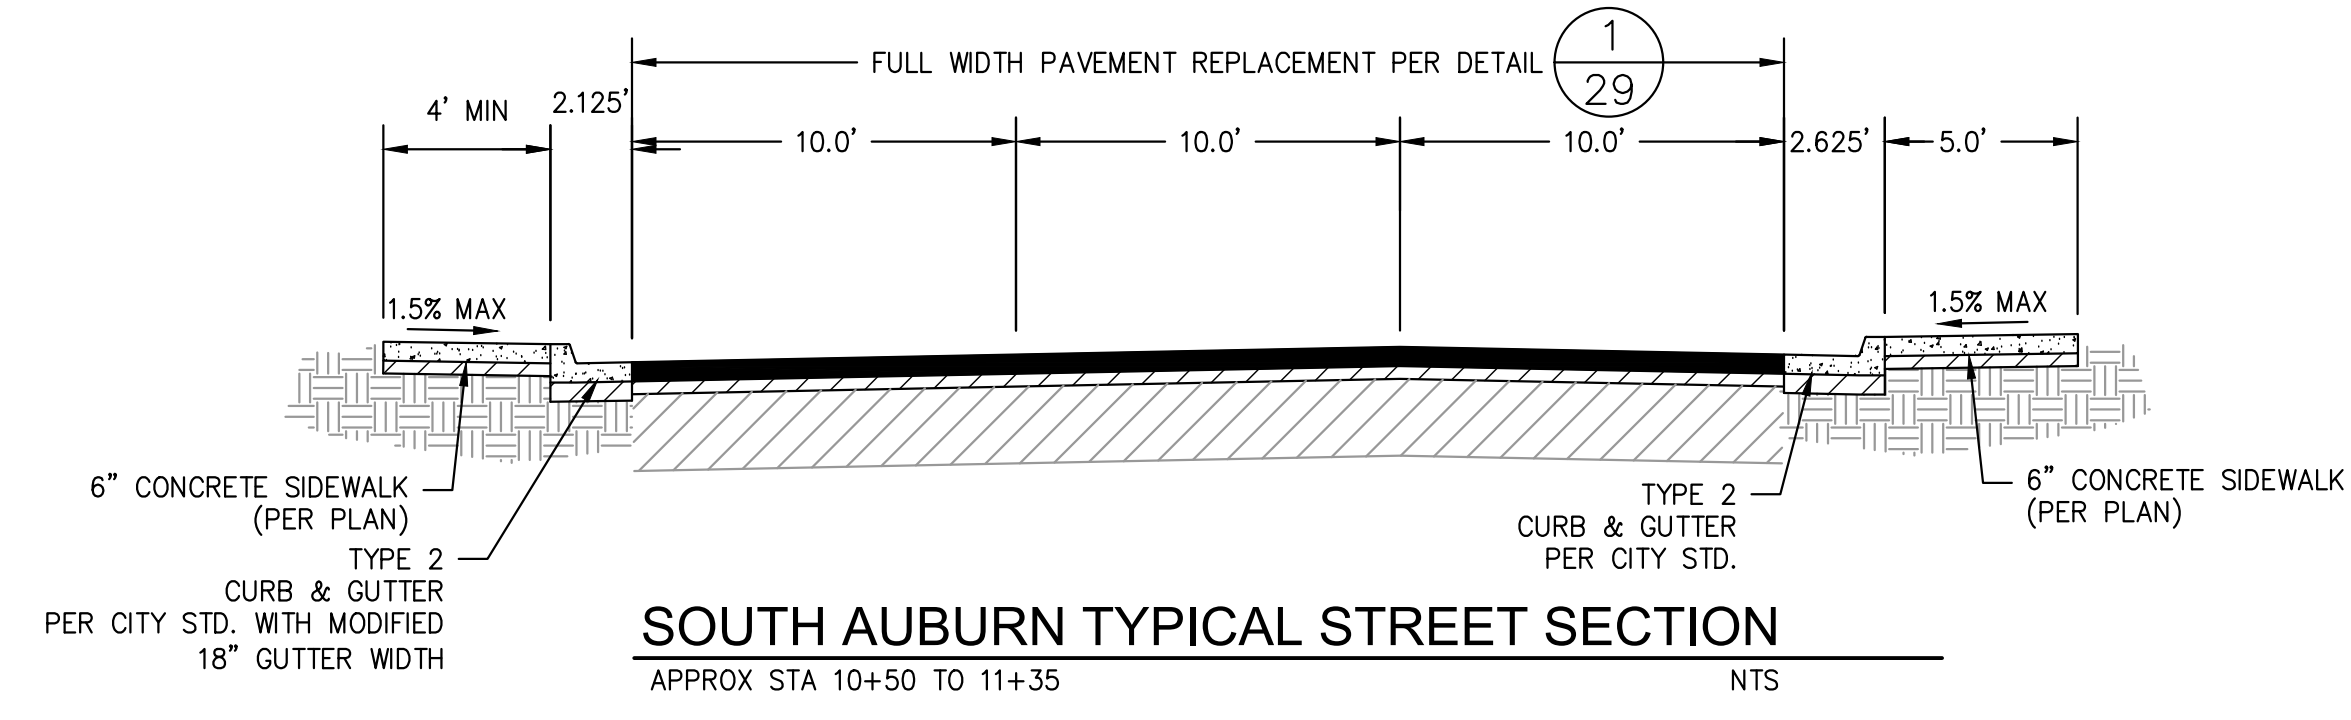 1
FULL WIDTH PAVEMENT REPLACEMENT PER DETAIL
29
4' MIN
2.125'
10.0'
10.0'
10.0'
2.625'
5.0'
1.5% MAX
1.5% MAX
6" CONCRETE SIDEWALK
(PER PLAN)
TYPE 2
CURB & GUTTER
PER CITY STD. WITH MODIFIED
18" GUTTER WIDTH
TYPE 2
CURB & GUTTER
PER CITY STD.
6" CONCRETE SIDEWALK
(PER PLAN)
SOUTH AUBURN TYPICAL STREET SECTION
APPROX STA 10+50 TO 11+35
NTS